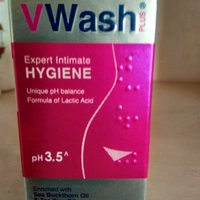 VWash
PLUS
Expert Intimate
HYGIENE
Unique pH balance
Formula of Lactic Acid
pH 3.5^
Enriched with
Sea Buckthorn Oil